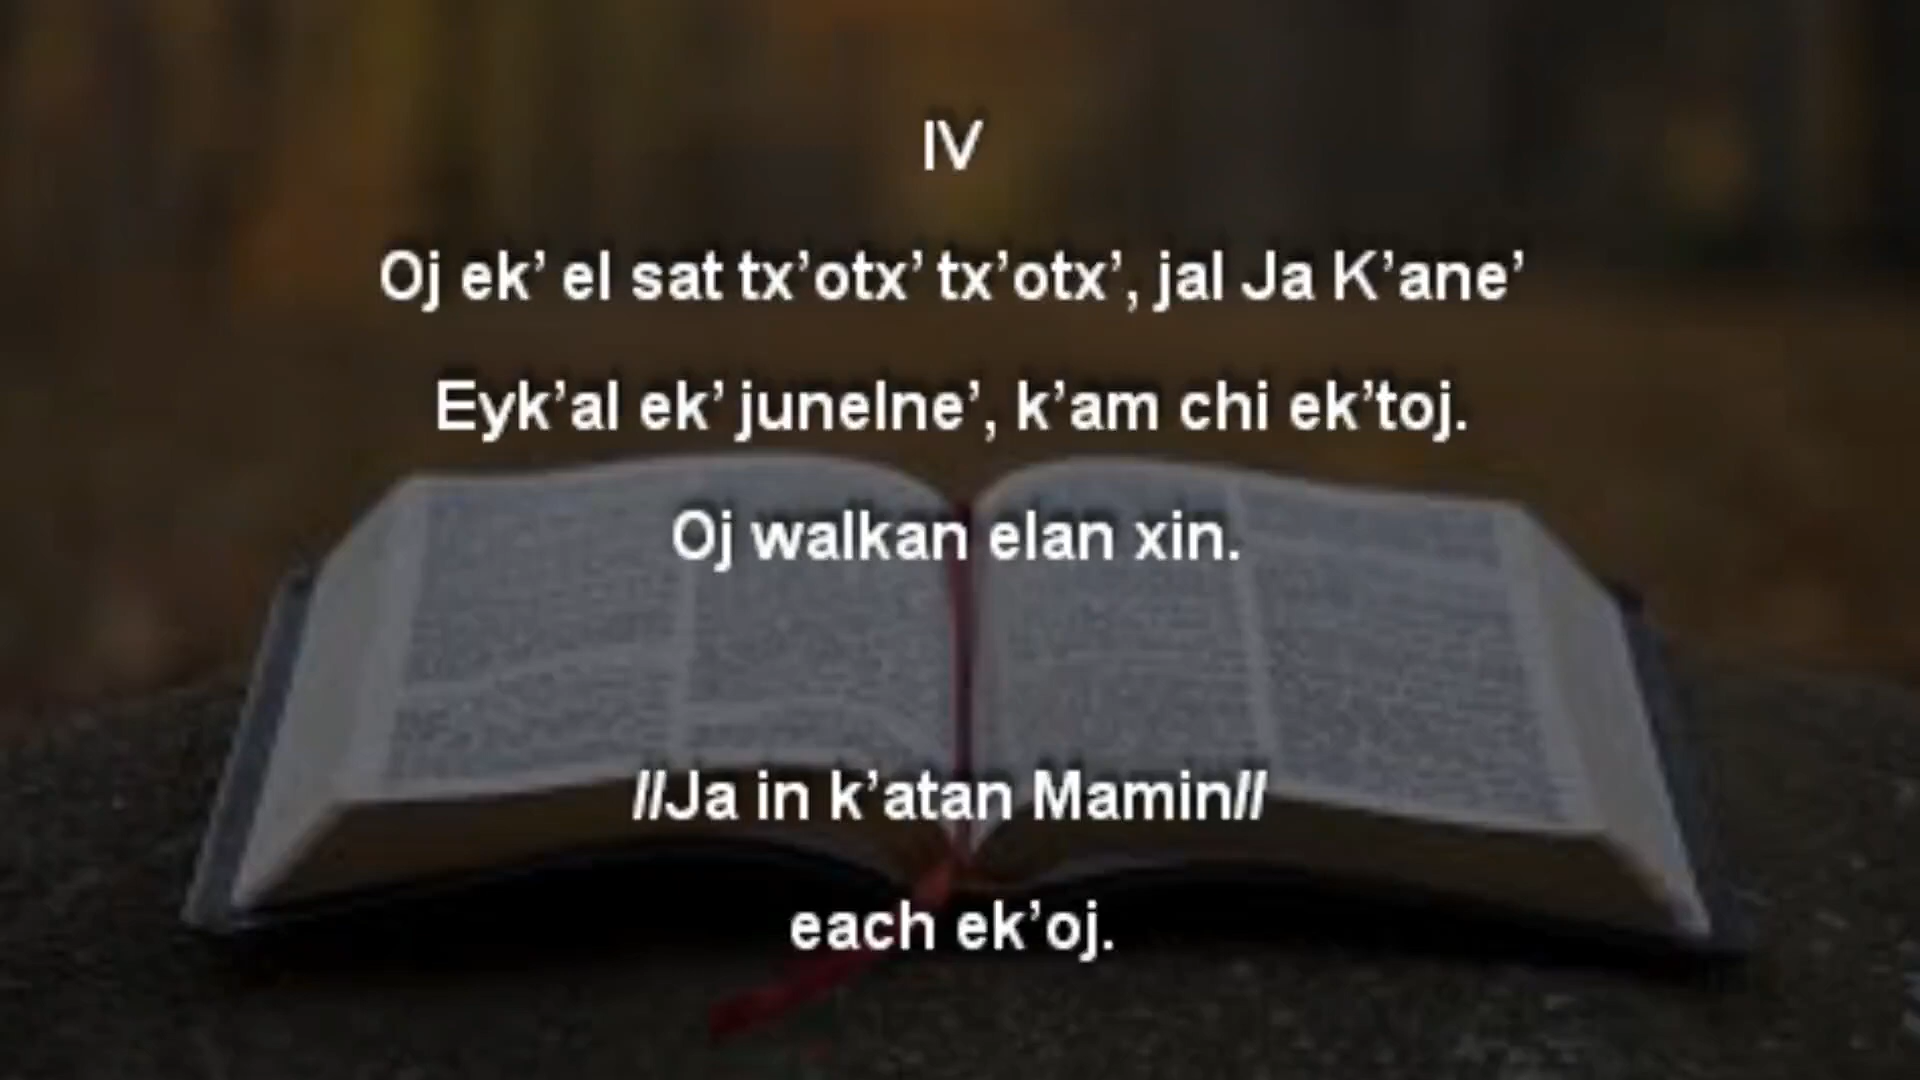 IV
Oj ek’ el sat tx’otx’ tx’otx’, jal Ja K’ane’
Eyk’al ek’ junelne’, k’am chi ek’toj.
Oj walkan elan xin.
//Ja in k’atan Mamin//
each ek’oj.